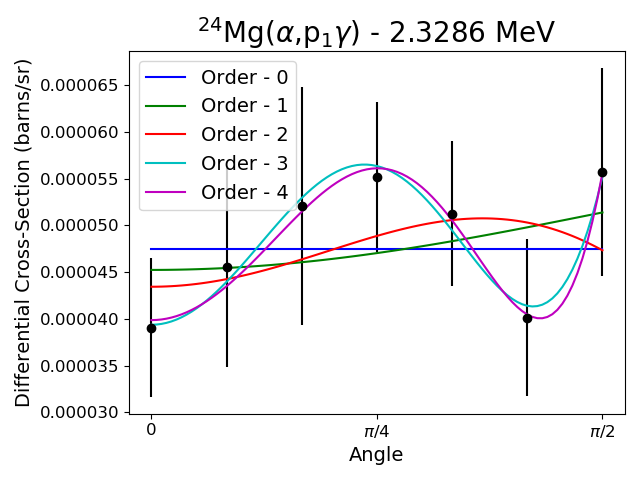 ²⁴Mg(α,p₁γ) - 2.3286 MeV
Differential Cross-Section (barns/sr)
0.000065
0.000060
0.000055
0.000050
0.000045
0.000040
0.000035
0.000030
Order - 0
Order - 1
Order - 2
Order - 3
Order - 4
0
π/4
π/2
Angle